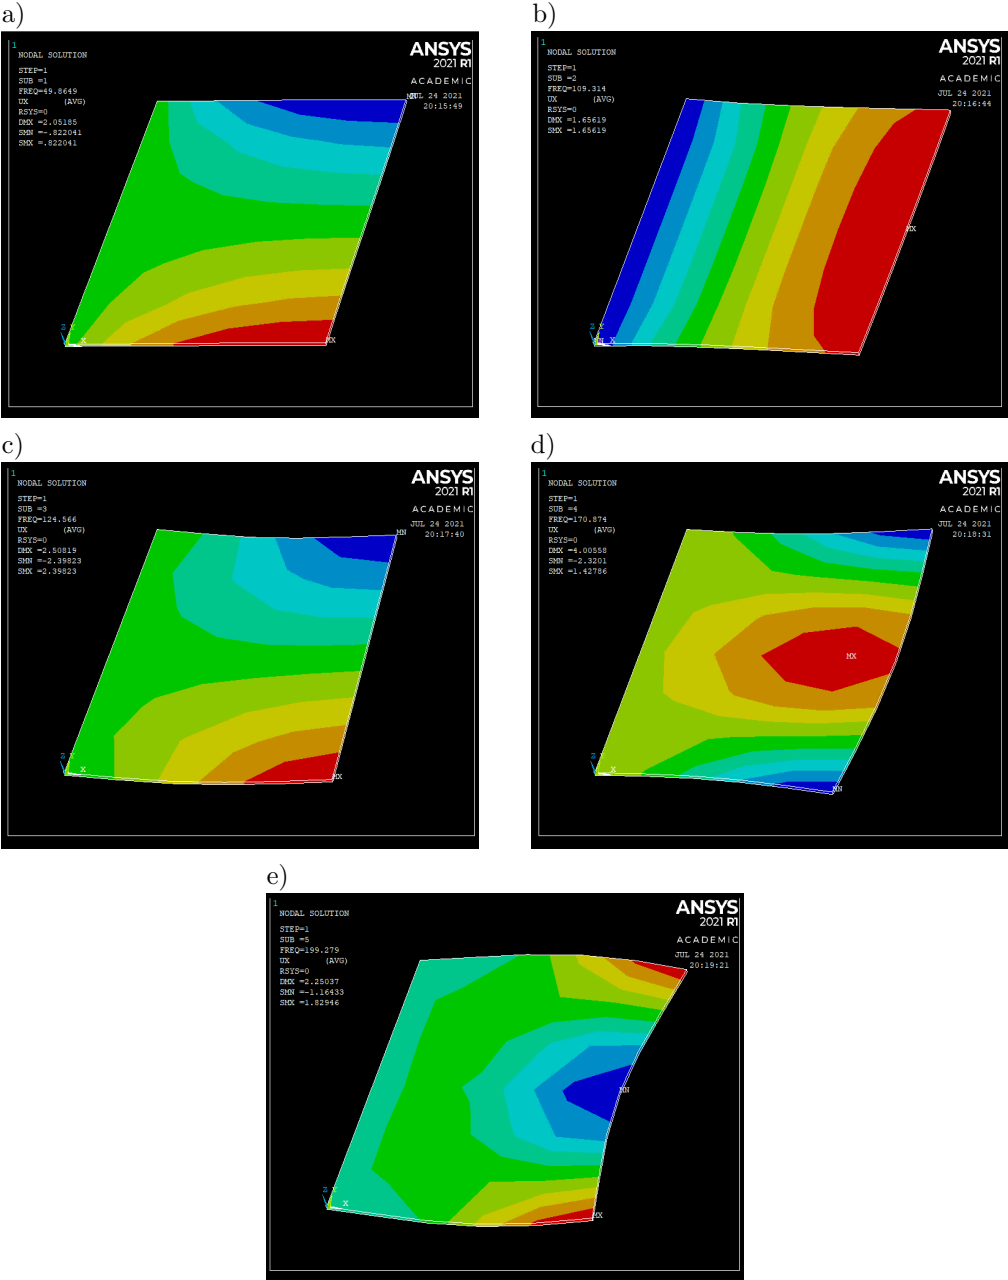 a)
1
NODAL SOLUTION
STEP=1
SUB =1
FREQ=49.8649
UX (AVG)
RSYS=0
DMX =2.05185
SMN =-.822041
SMX =.822041
ANSYS
2021 R1
ACADEMIC
JUL 24 2021
20:15:49
MN
MX
Z
Y
X
b)
1
NODAL SOLUTION
STEP=1
SUB =2
FREQ=109.314
UX (AVG)
RSYS=0
DMX =1.65619
SMX =1.65619
ANSYS
2021 R1
ACADEMIC
JUL 24 2021
20:16:44
MX
Z
Y
MN X
c)
1
NODAL SOLUTION
STEP=1
SUB =3
FREQ=124.566
UX (AVG)
RSYS=0
DMX =2.50819
SMN =-2.39823
SMX =2.39823
ANSYS
2021 R1
ACADEMIC
JUL 24 2021
20:17:40
MN
Z
Y
X
MX
d)
1
NODAL SOLUTION
STEP=1
SUB =4
FREQ=170.874
UX (AVG)
RSYS=0
DMX =4.00558
SMN =-2.3201
SMX =1.42786
ANSYS
2021 R1
ACADEMIC
JUL 24 2021
20:18:31
MX
Z
Y
X
MN
e)
1
NODAL SOLUTION
STEP=1
SUB =5
FREQ=199.279
UX (AVG)
RSYS=0
DMX =2.25037
SMN =-1.16433
SMX =1.82946
ANSYS
2021 R1
ACADEMIC
JUL 24 2021
20:19:21
MN
Z
Y
X
MX